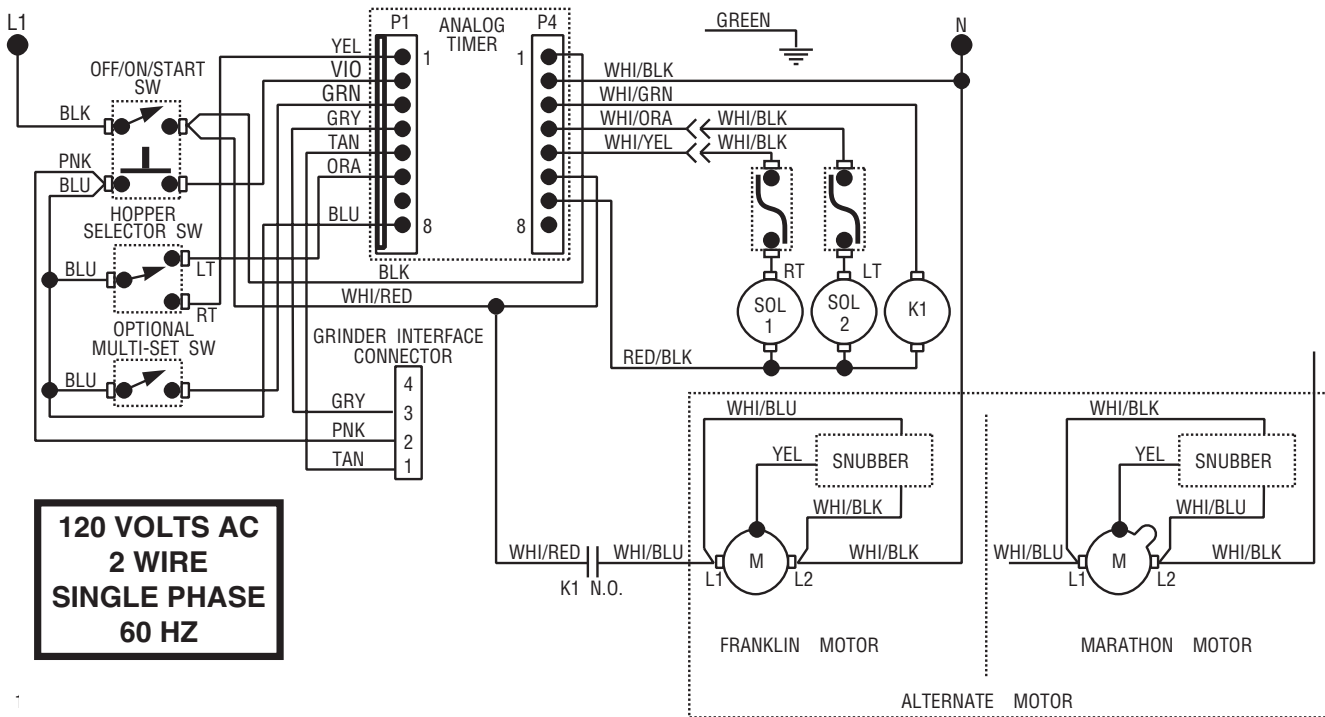 L1
P1
ANALOG
TIMER
P4
GREEN
N
OFF/ON/START
SW
YEL
1
1
VIO
WHI/BLK
GRN
WHI/GRN
BLK
GRY
WHI/ORA
WHI/BLK
TAN
WHI/YEL
WHI/BLK
PNK
ORA
BLU
HOPPER
SELECTOR SW
BLU
8
8
BLU
LT
BLK
RT
LT
RT
WHI/RED
SOL
1
SOL
2
K1
OPTIONAL
MULTI-SET SW
GRINDER INTERFACE
CONNECTOR
RED/BLK
BLU
4
GRY
3
PNK
2
TAN
1
WHI/BLU
WHI/BLK
YEL
SNUBBER
YEL
SNUBBER
WHI/BLK
WHI/BLU
120 VOLTS AC
2 WIRE
SINGLE PHASE
60 HZ
WHI/RED
WHI/BLU
M
WHI/BLK
WHI/BLU
M
WHI/BLK
K1 N.O.
L1
L2
L1
L2
FRANKLIN MOTOR
MARATHON MOTOR
ALTERNATE MOTOR